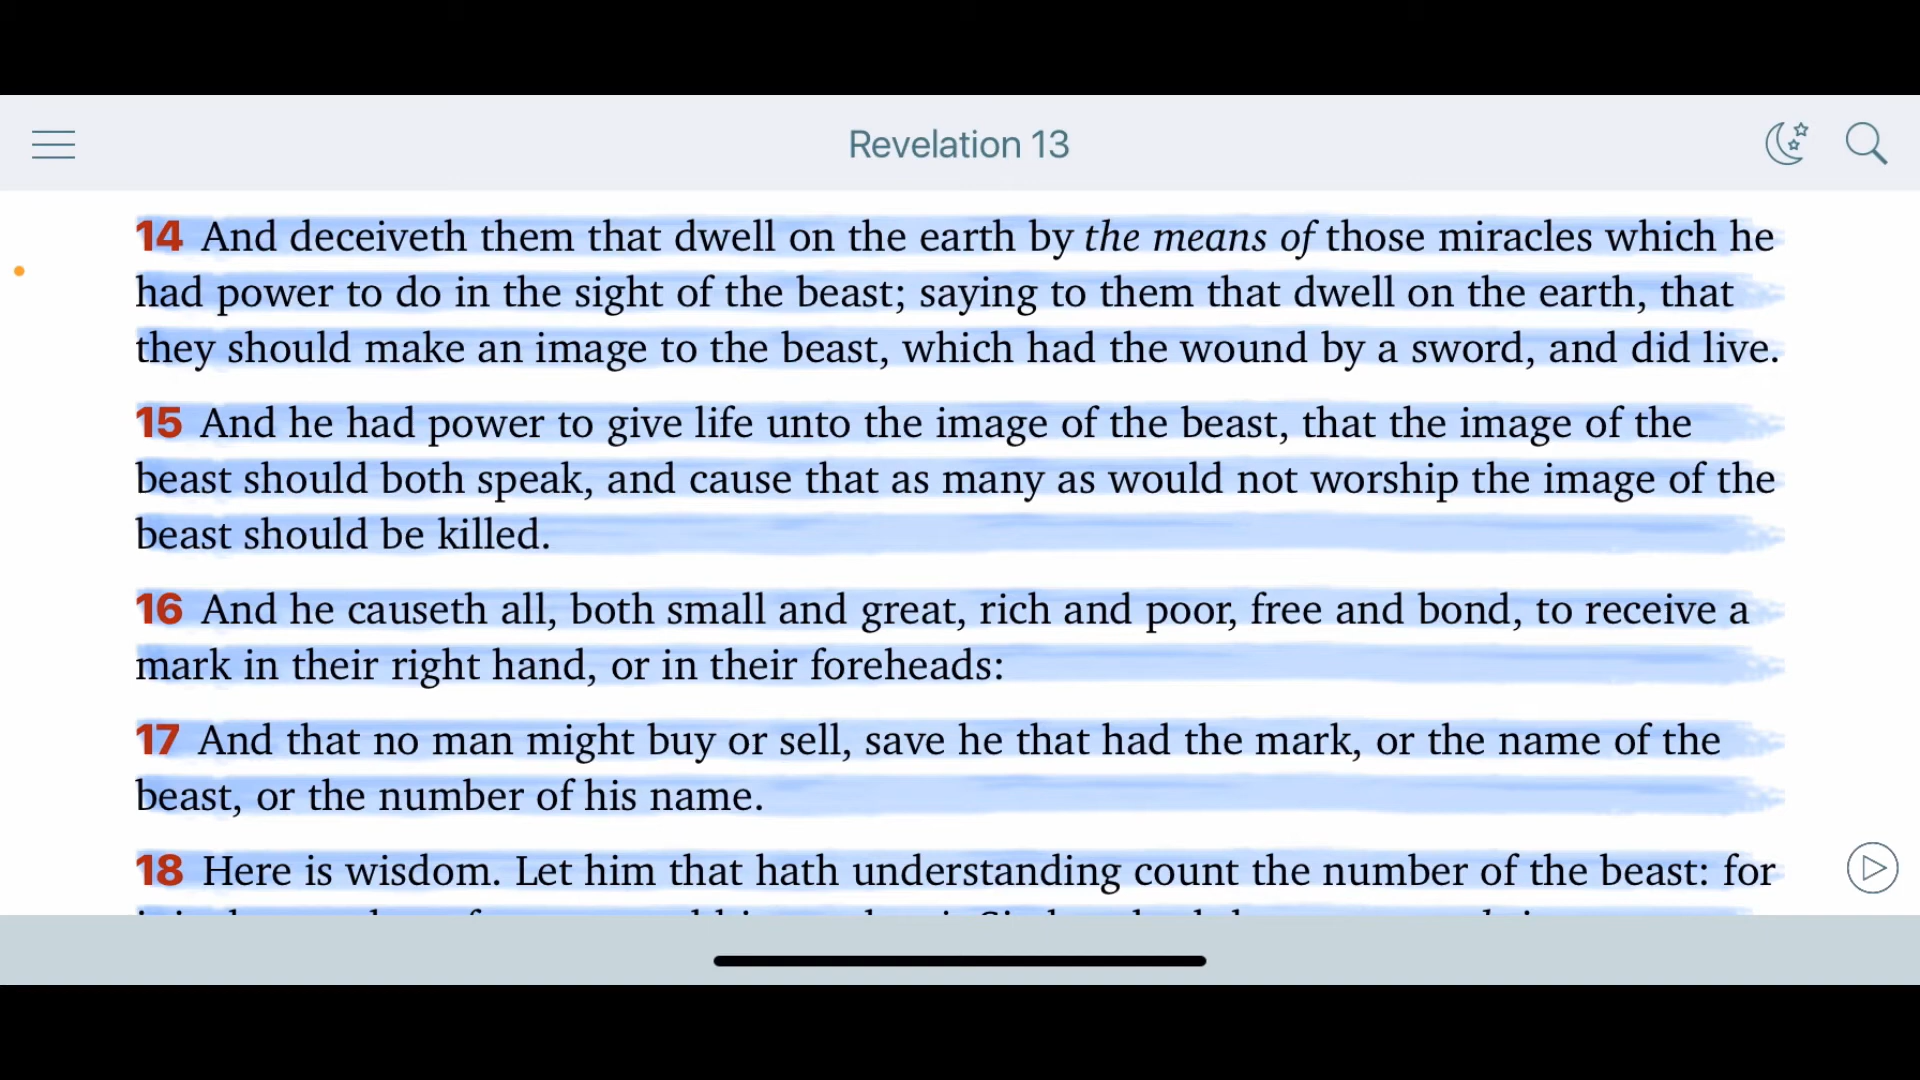 Revelation 13
14 And deceiveth them that dwell on the earth by the means of those miracles which he
had power to do in the sight of the beast; saying to them that dwell on the earth, that
they should make an image to the beast, which had the wound by a sword, and did live.
15 And he had power to give life unto the image of the beast, that the image of the
beast should both speak, and cause that as many as would not worship the image of the
beast should be killed.
16 And he causeth all, both small and great, rich and poor, free and bond, to receive a
mark in their right hand, or in their foreheads:
17 And that no man might buy or sell, save he that had the mark, or the name of the
beast, or the number of his name.
18 Here is wisdom. Let him that hath understanding count the number of the beast: for